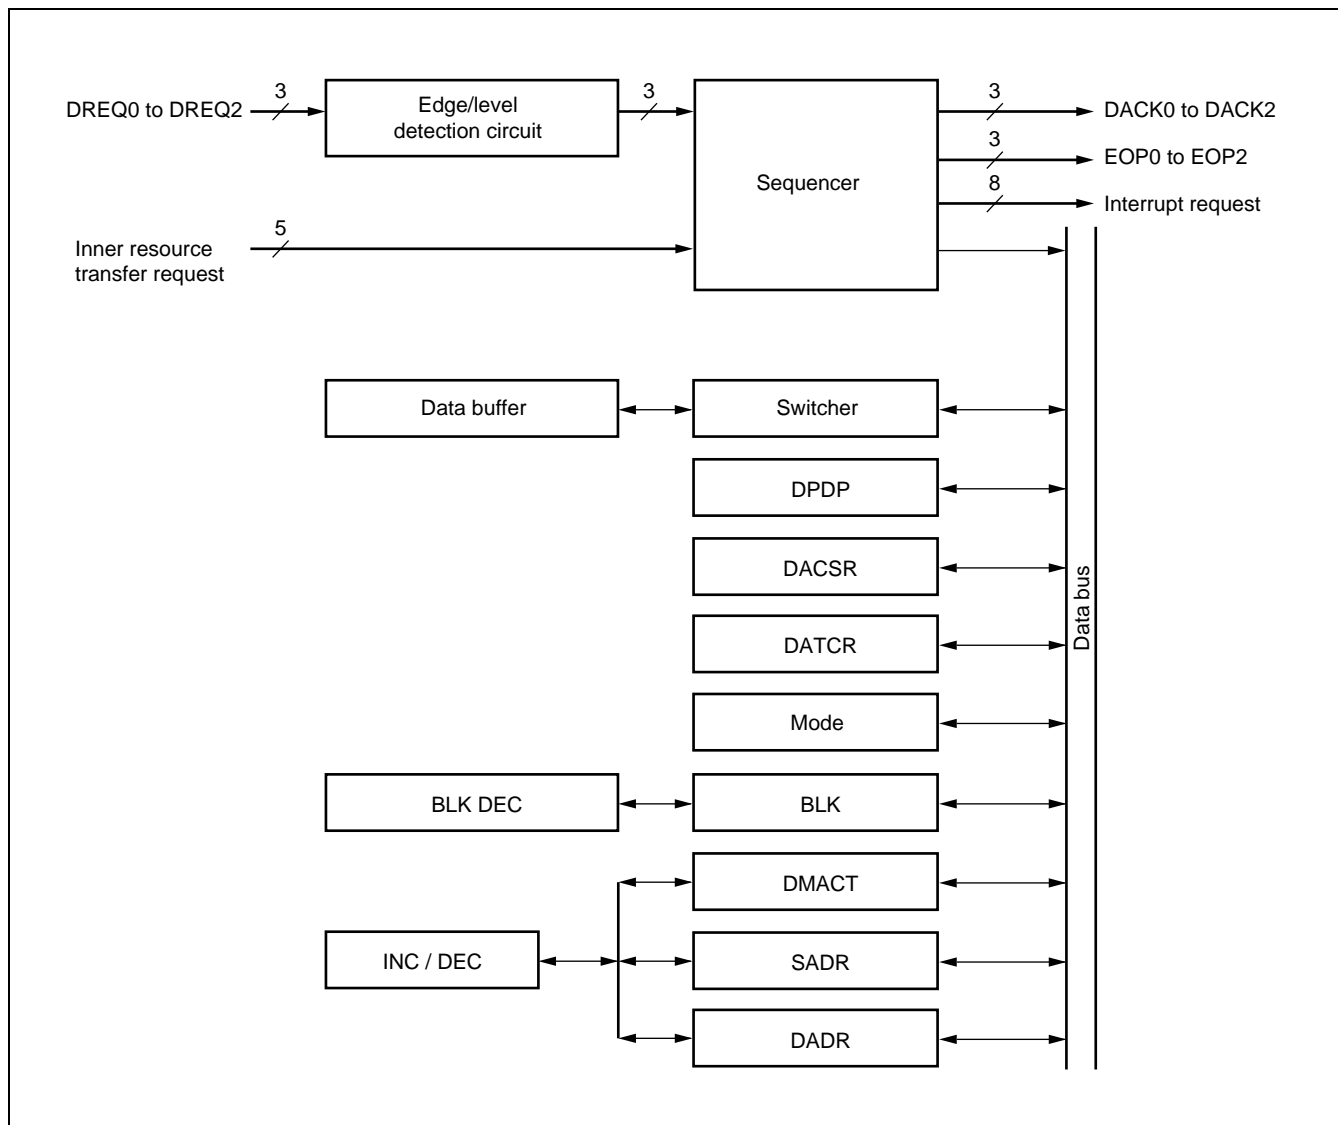 DREQ0 to DREQ2
3
Edge/level
detection circuit
3
Sequencer
3
DACK0 to DACK2
3
EOP0 to EOP2
8
Interrupt request
Inner resource
transfer request
5
Data buffer
Switcher
DPDP
DACSR
DATCR
Mode
BLK DEC
BLK
DMACT
INC / DEC
SADR
DADR
Data bus